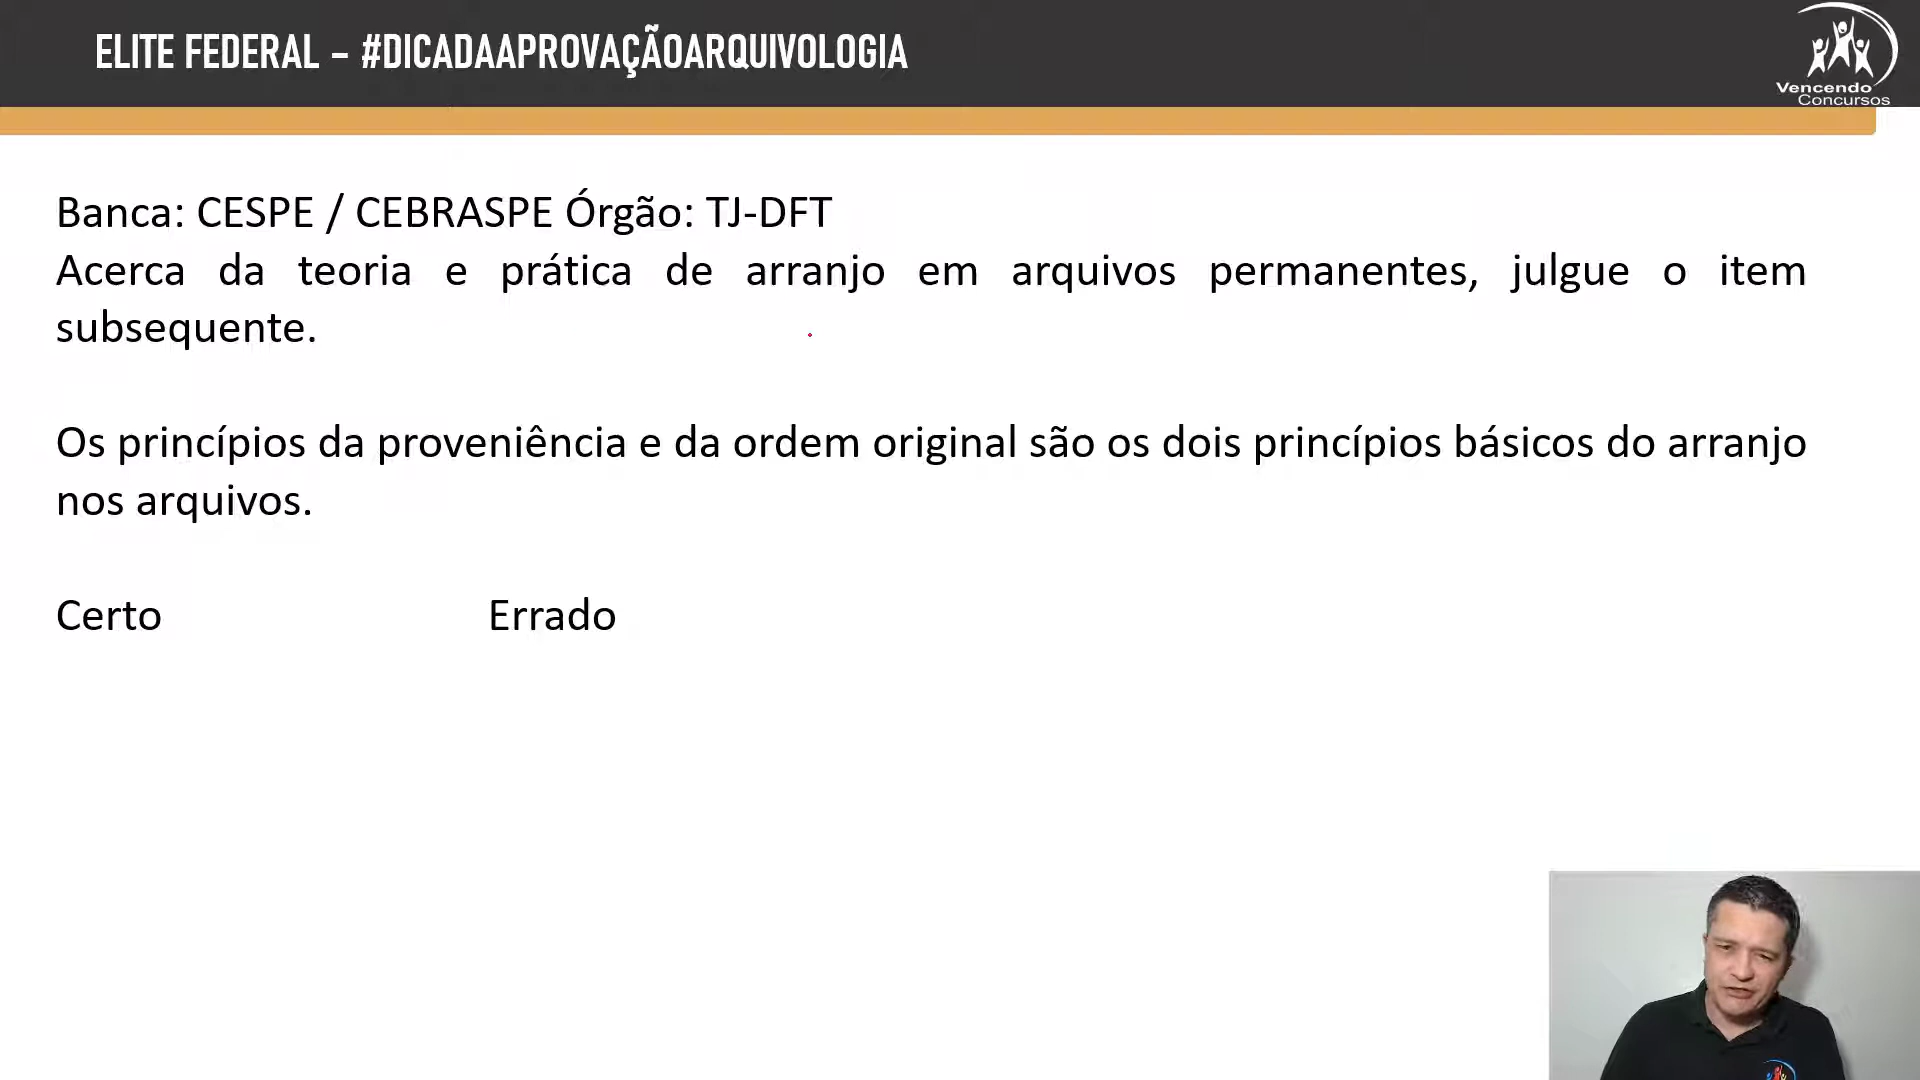 ELITE FEDERAL – #DICADAAPROVAÇÃOARQUIVOLOGIA
Vencendo
Concursos
Banca: CESPE / CEBRASPE Órgão: TJ-DFT
Acerca da teoria e prática de arranjo em arquivos permanentes, julgue o item
subsequente.
Os princípios da proveniência e da ordem original são os dois princípios básicos do arranjo
nos arquivos.
Certo Errado